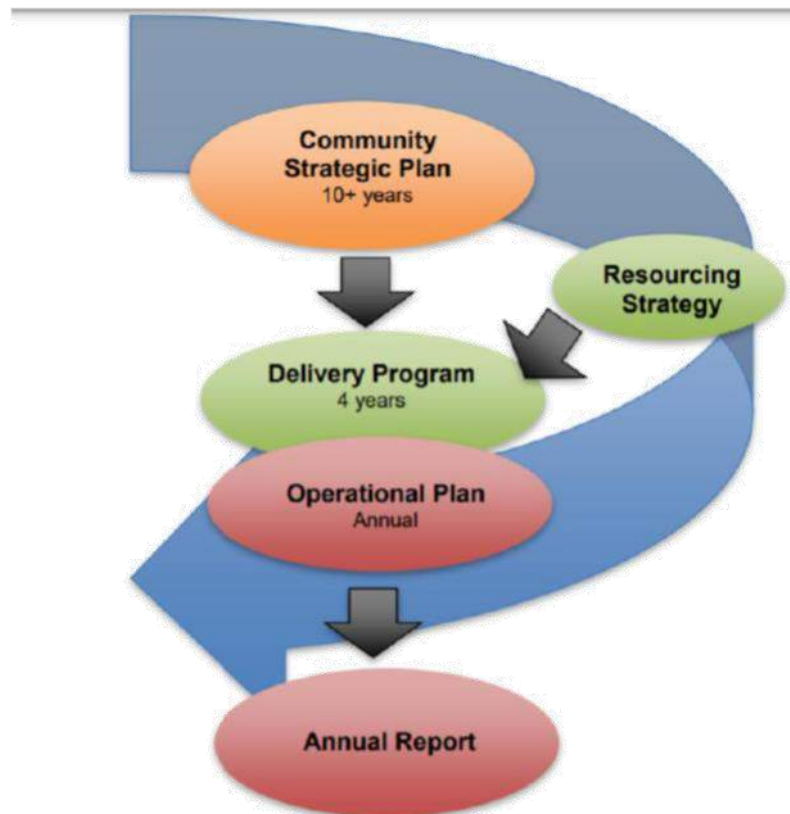 Community
Strategic Plan
10+ years
Resourcing
Strategy
Delivery Program
4 years
Operational Plan
Annual
Annual Report